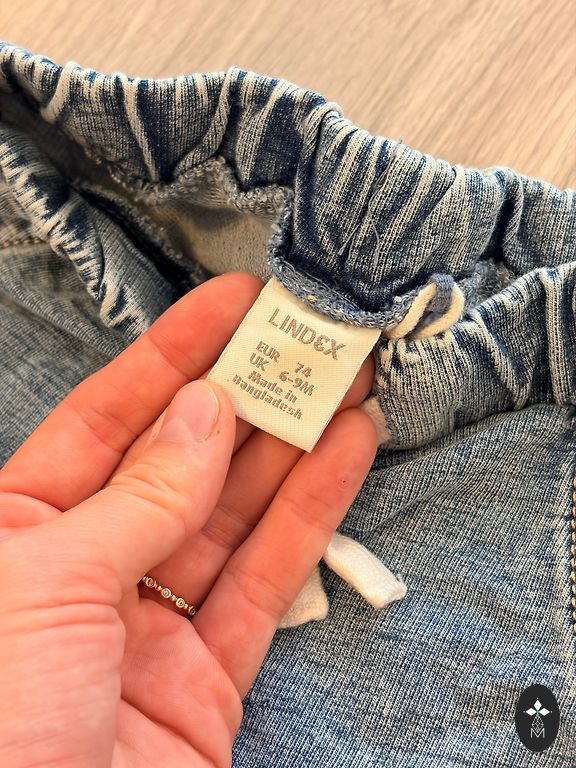 LINDEX
EUR 74
UK 6-9M
Made in
Bangladesh
M